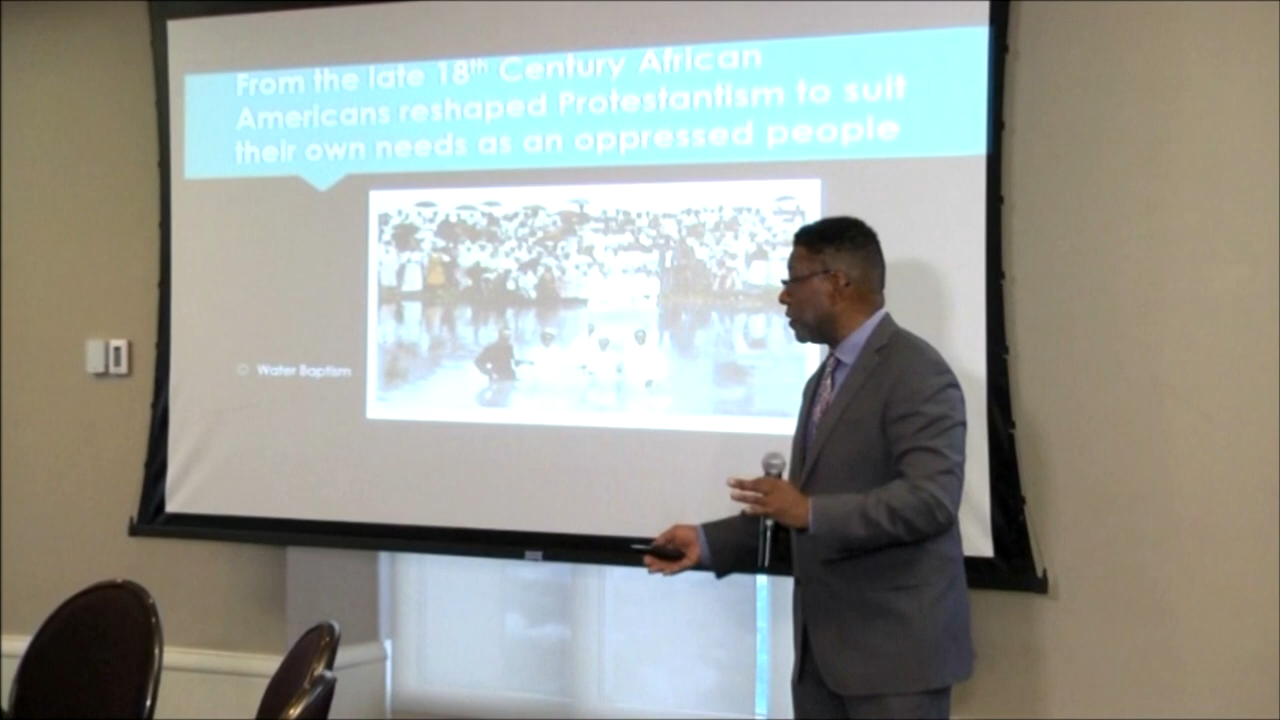 From the late 18th Century African
Americans reshaped Protestantism to suit
their own needs as an oppressed people
Water Baptism